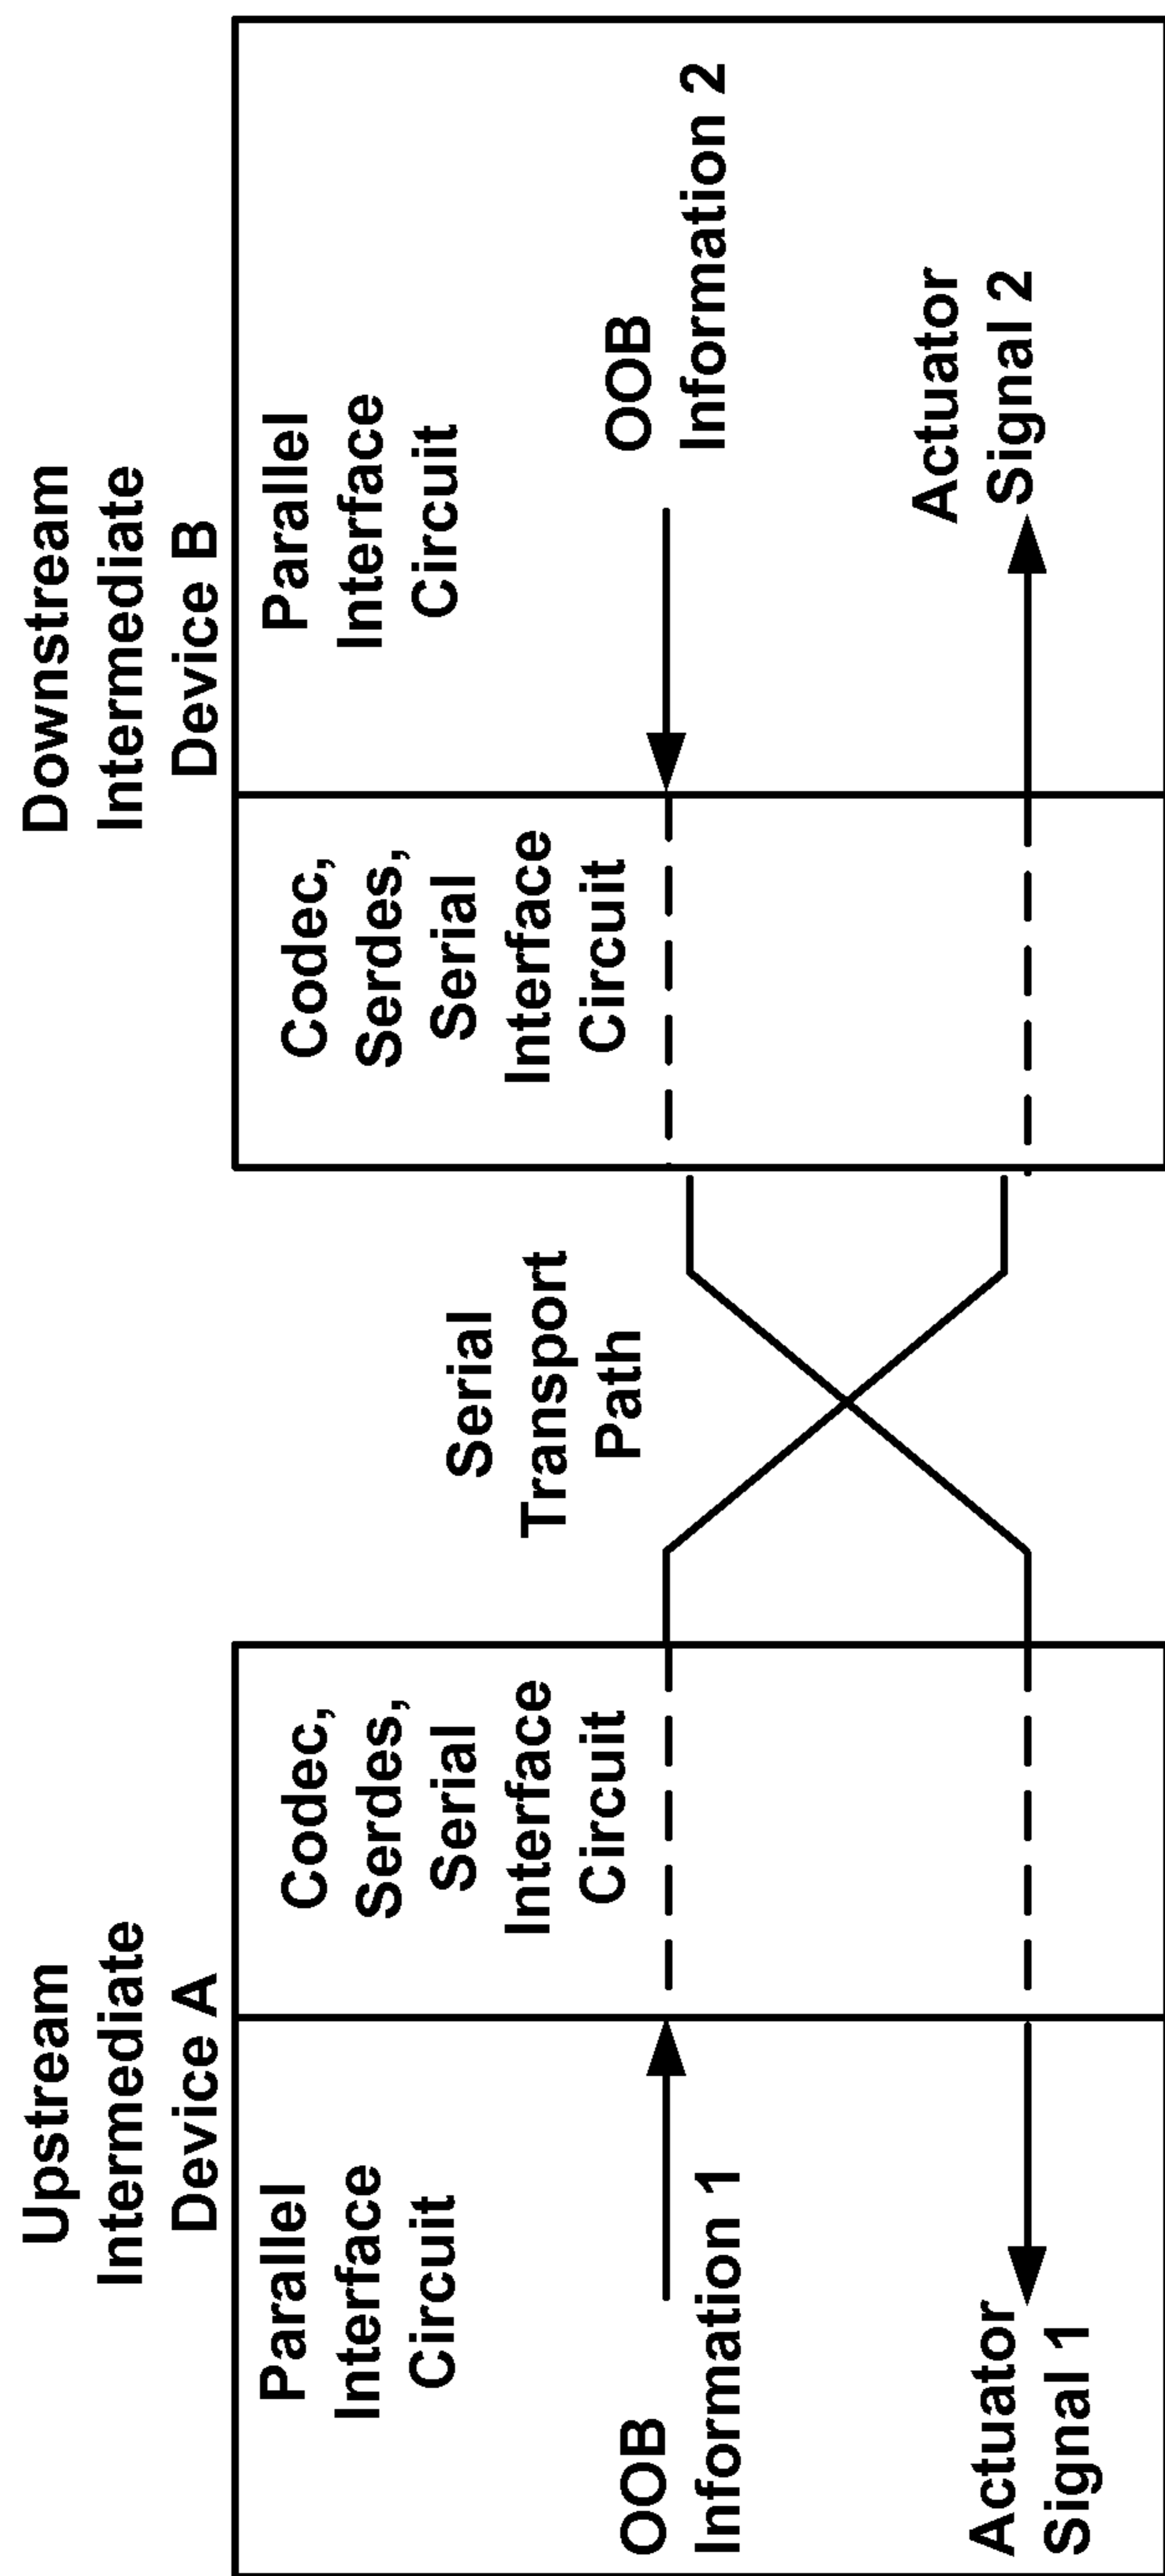 Upstream
Intermediate
Device A
Parallel
Interface
Circuit
OOB
Information 1
Actuator
Signal 1
Codec,
Serdes,
Serial
Interface
Circuit
Serial
Transport
Path
Downstream
Intermediate
Device B
Codec,
Serdes,
Serial
Interface
Circuit
Parallel
Interface
Circuit
OOB
Information 2
Actuator
Signal 2